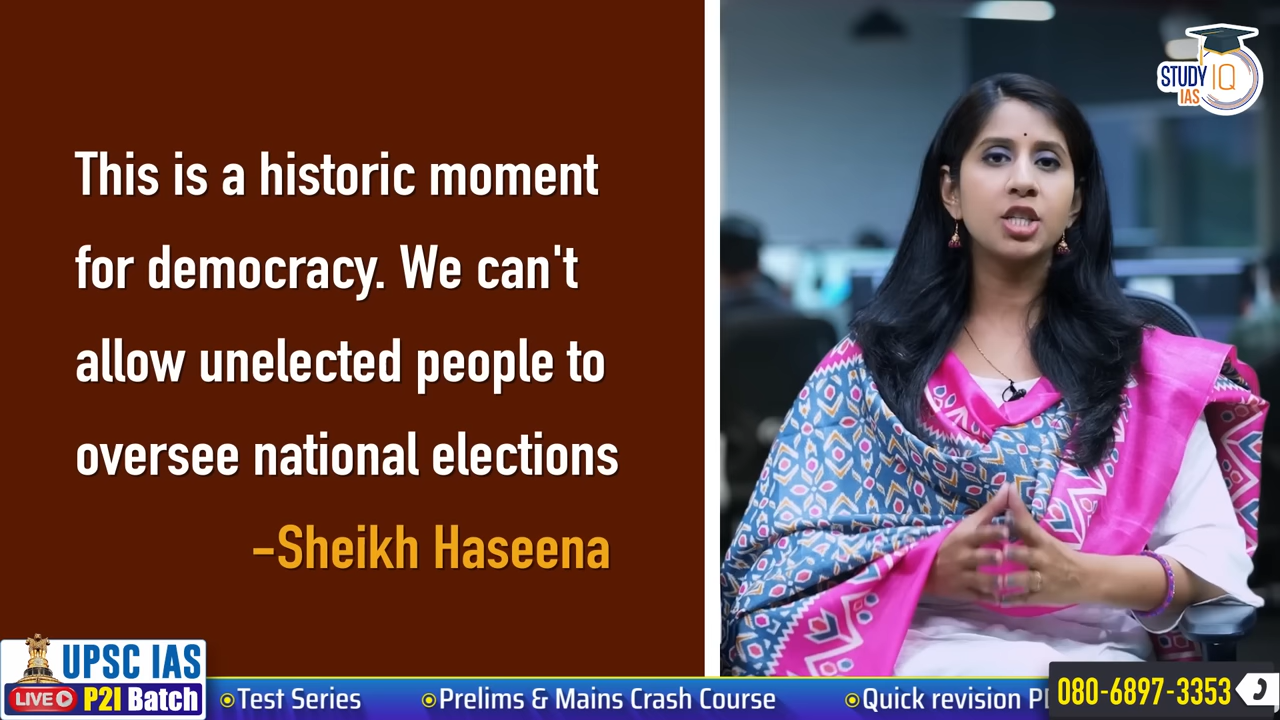 This is a historic moment
for democracy. We can't
allow unelected people to
oversee national elections
–Sheikh Haseena
STUDY IQ
IAS
UPSC IAS
LIVE P2I Batch
Test Series
Prelims & Mains Crash Course
Quick revision
080-6897-3353